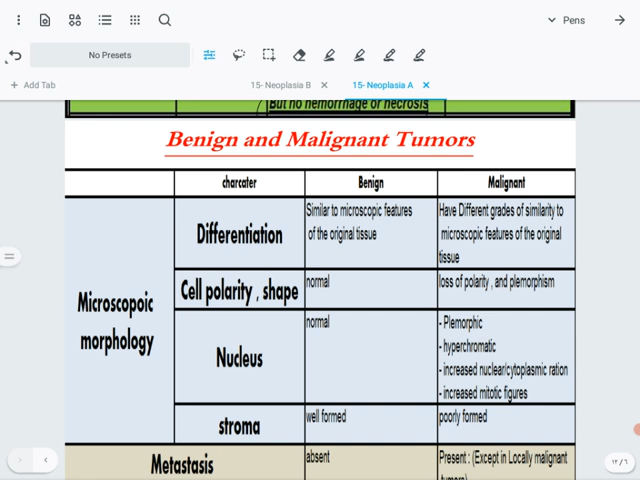 Pens
No Presets
+ Add Tab
15- Neoplasia B ×
15- Neoplasia A ×
But no hemorrhage or necrosis
Benign and Malignant Tumors
charcater Benign Malignant
Microscopoic
morphology
Differentiation
Similar to microscopic features
of the original tissue
Have Different grades of similarity to
microscopic features of the original
tissue
Cell polarity , shape
normal
loss of polarity , and plemorphism
Nucleus
normal
- Plemorphic
- hyperchromatic
- increased nuclear/cytoplasmic ration
- increased mitotic figures
stroma
well formed
poorly formed
Metastasis
absent
Present : (Except in Locally malignant
tumors)
١٢/٦